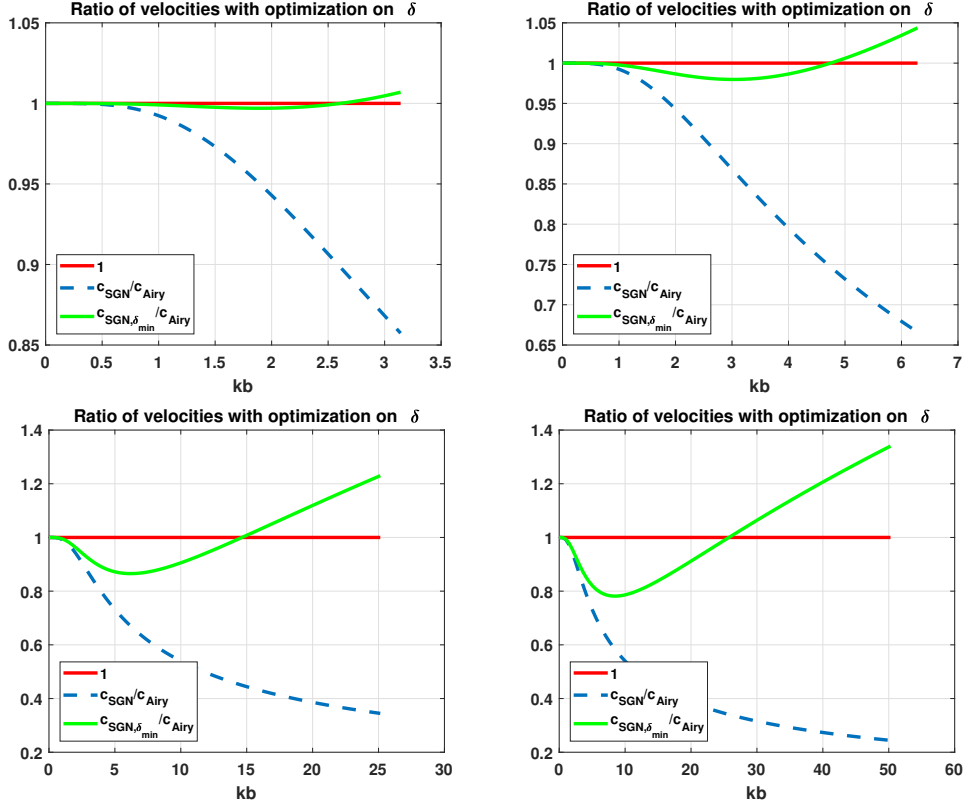 Ratio of velocities with optimization on δ
1.05
1
0.95
0.9
0.85
0 0.5 1 1.5 2 2.5 3 3.5
kb
1
c_SGN/c_Airy
c_SGN,δ_min/c_Airy
Ratio of velocities with optimization on δ
1.05
1
0.95
0.9
0.85
0.8
0.75
0.7
0.65
0 1 2 3 4 5 6 7
kb
1
c_SGN/c_Airy
c_SGN,δ_min/c_Airy
Ratio of velocities with optimization on δ
1.4
1.2
1
0.8
0.6
0.4
0.2
0 5 10 15 20 25 30
kb
1
c_SGN/c_Airy
c_SGN,δ_min/c_Airy
Ratio of velocities with optimization on δ
1.4
1.2
1
0.8
0.6
0.4
0.2
0 10 20 30 40 50 60
kb
1
c_SGN/c_Airy
c_SGN,δ_min/c_Airy